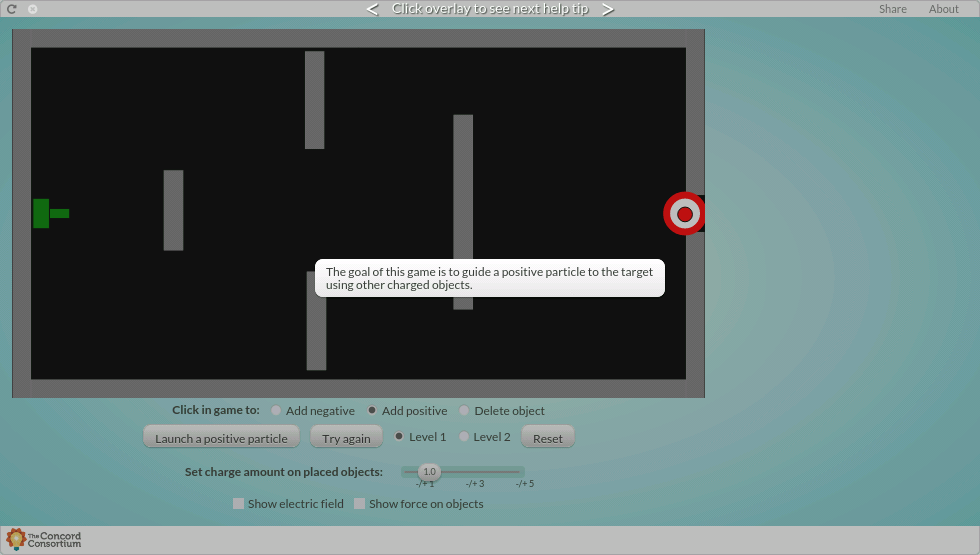 < Click overlay to see next help tip >
Share About
The goal of this game is to guide a positive particle to the target
using other charged objects.
Click in game to: Add negative Add positive Delete object
Launch a positive particle Try again Level 1 Level 2 Reset
Set charge amount on placed objects: 1.0
-/+ 1 -/+ 3 -/+ 5
Show electric field Show force on objects
The Concord
Consortium